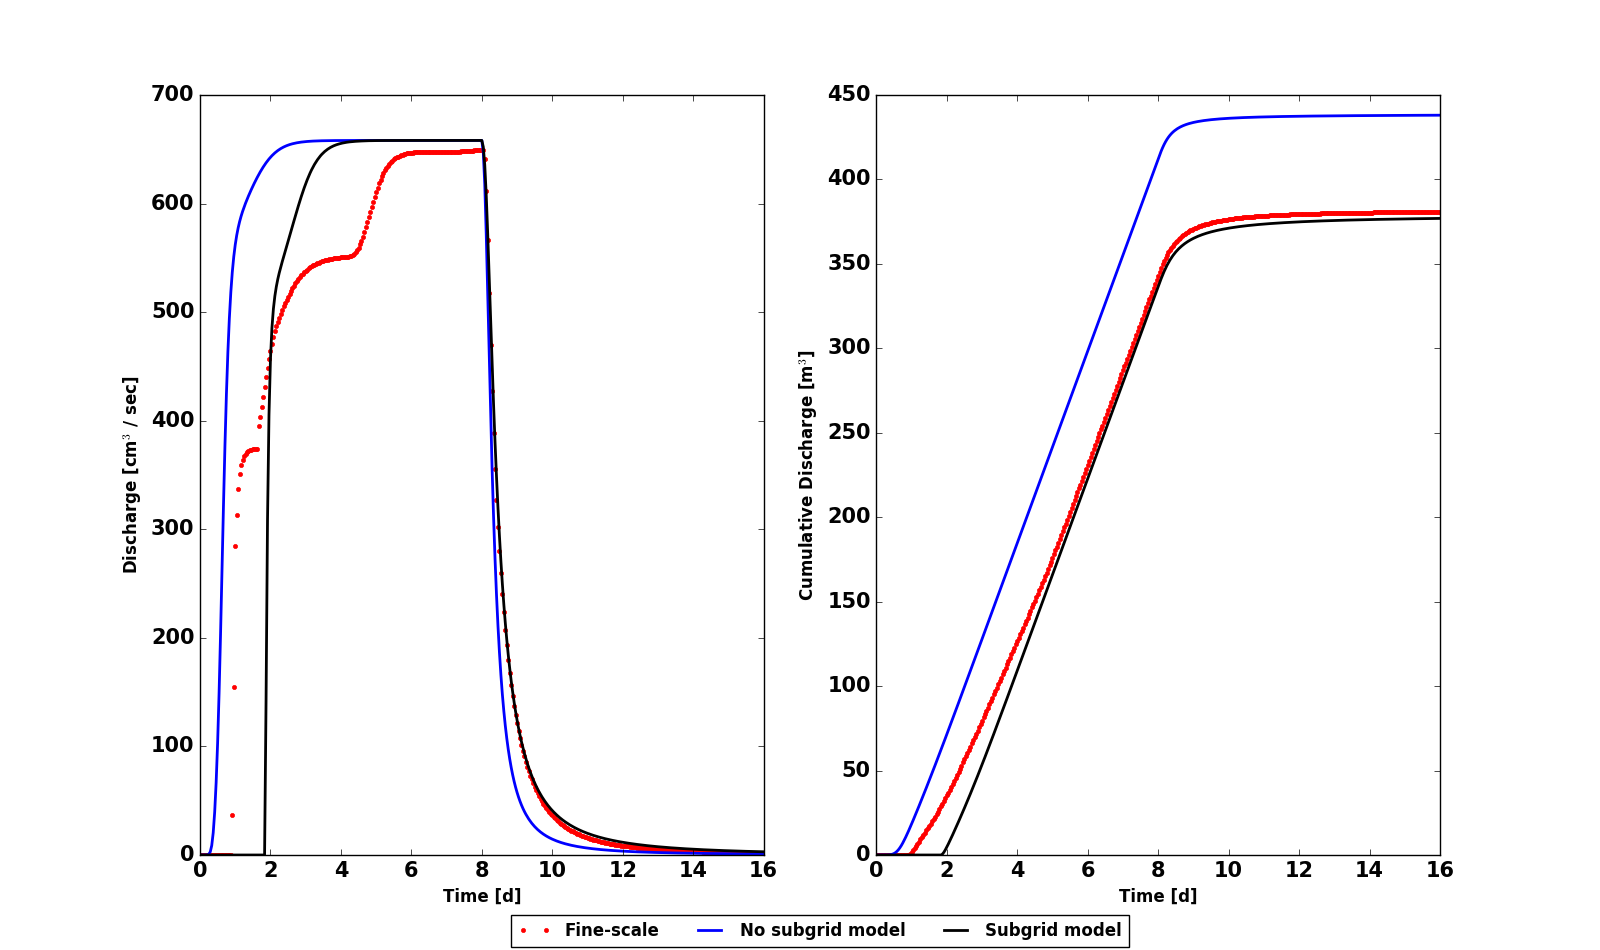 700
600
500
400
300
200
100
0
Discharge [cm³ / sec]
0 2 4 6 8 10 12 14 16
Time [d]
450
400
350
300
250
200
150
100
50
0
Cumulative Discharge [m³]
0 2 4 6 8 10 12 14 16
Time [d]
Fine-scale No subgrid model Subgrid model